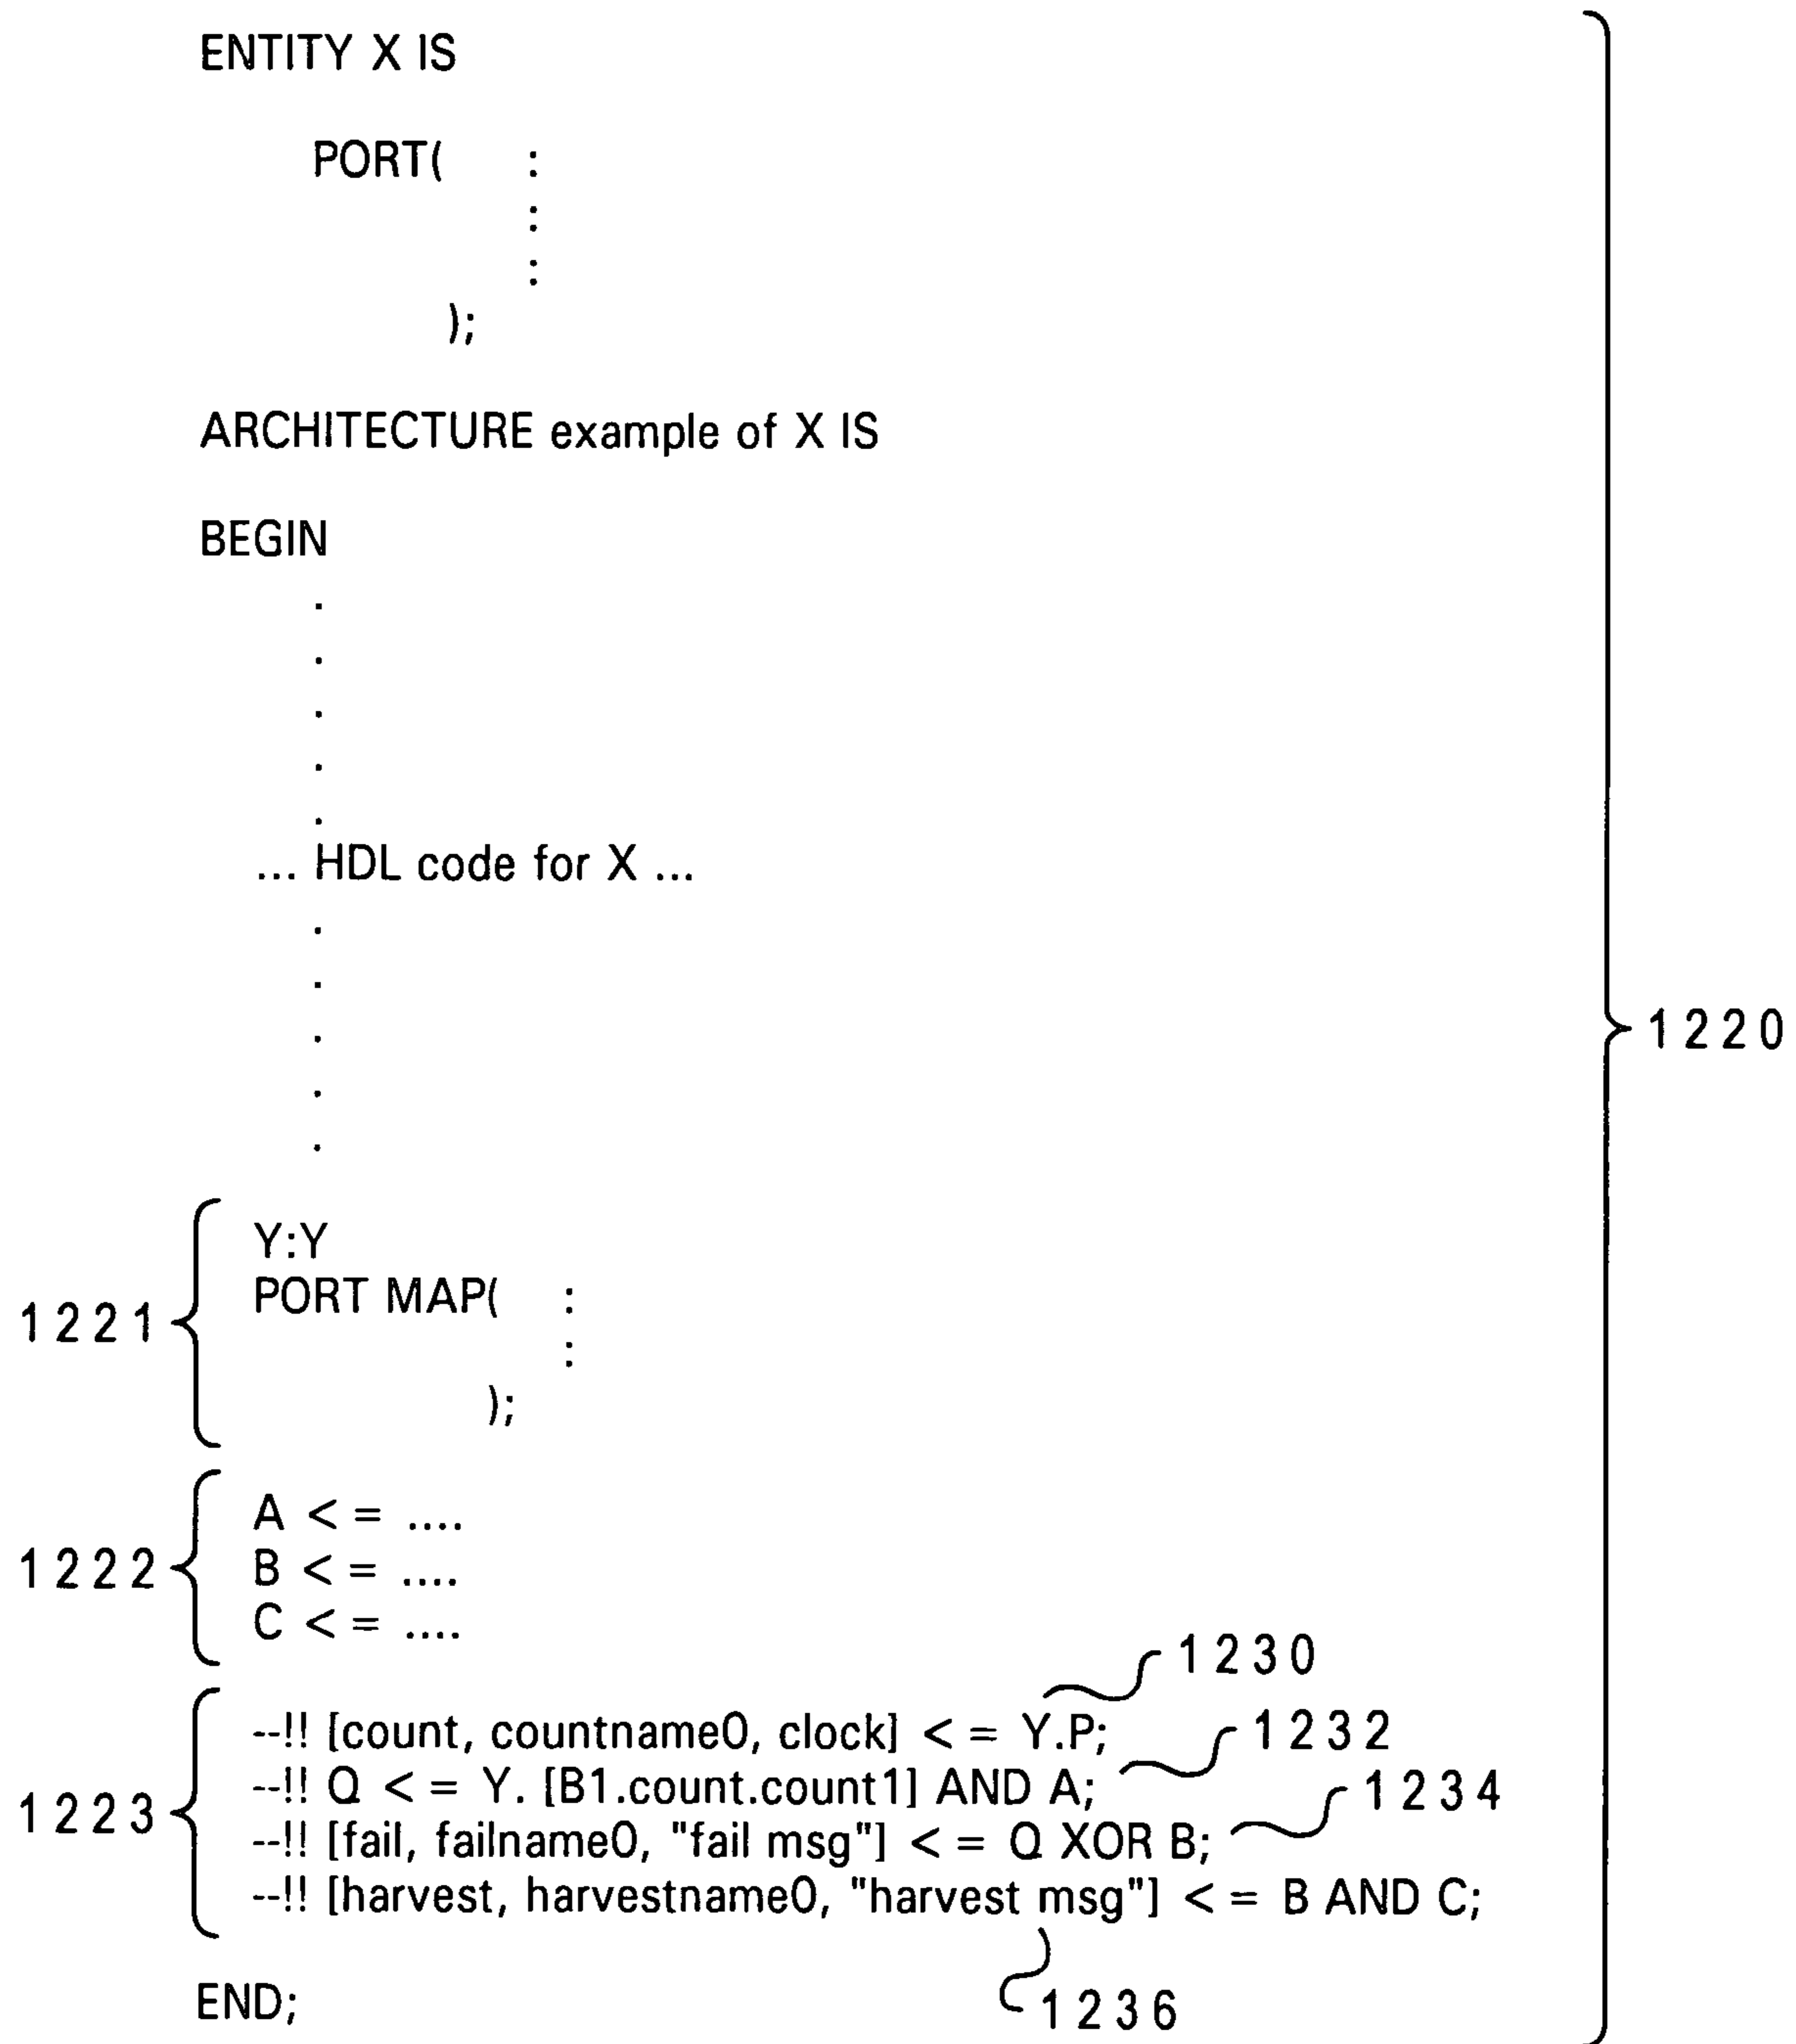 ENTITY X IS
PORT( :
:
:
);
ARCHITECTURE example of X IS
BEGIN
.
.
.
.
.
... HDL code for X ...
.
.
.
.
.
1220
Y:Y
PORT MAP( :
:
);
1221
A < = ....
B < = ....
C < = ....
1222
1230
--!! [count, countname0, clock] < = Y.P;
1232
--!! Q < = Y. [B1.count.count1] AND A;
1234
--!! [fail, failname0, "fail msg"] < = Q XOR B;
--!! [harvest, harvestname0, "harvest msg"] < = B AND C;
1223
1236
END;